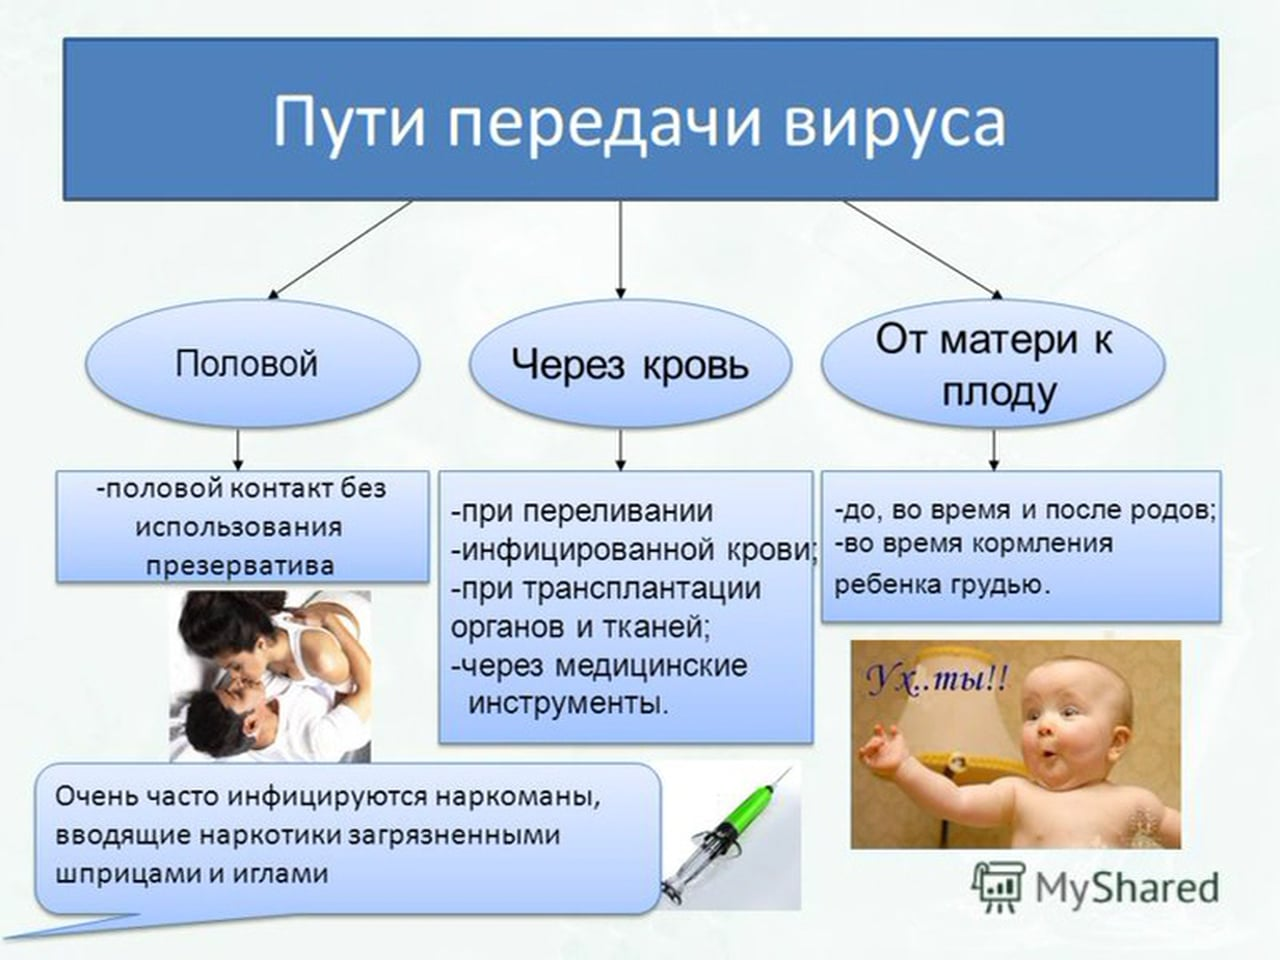 Пути передачи вируса
Половой
Через кровь
От матери к
плоду
-половой контакт без
использования
презерватива
-при переливании
-инфицированной крови;
-при трансплантации
органов и тканей;
-через медицинские
инструменты.
-до, во время и после родов;
-во время кормления
ребенка грудью.
Ух..ты!!
Очень часто инфицируются наркоманы,
вводящие наркотики загрязненными
шприцами и иглами
MyShared